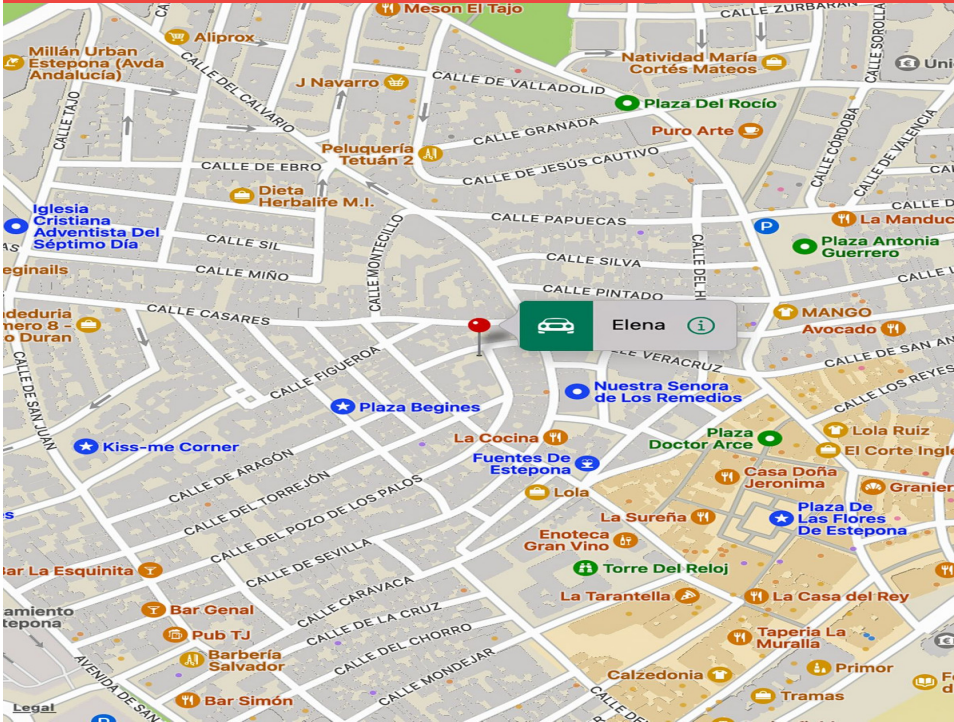 Meson El Tajo
CALLE ZURBARÁN
Aliprox
CALLE SOROLLA
Millán Urban
Estepona (Avda
Andalucía)
Natividad María
Cortés Mateos
Uni
CALLE DEL CALVARIO
J Navarro
CALLE DE VALLADOLID
CALLE TAJO
Plaza Del Rocío
CALLE GRANADA
Puro Arte
CALLE CÓRDOBA
CALLE DE VALENCIA
Peluquería
Tetuán 2
CALLE DE EBRO
CALLE DE JESÚS CAUTIVO
Dieta
Herbalife M.I.
Iglesia
Cristiana
Adventista Del
Séptimo Día
CALLE PAPUECAS
P
La Manduc
CALLE SIL
CALLE MONTECILLO
Plaza Antonia
Guerrero
CALLE SILVA
CALLE DEL H
eginails
CALLE MIÑO
CALLE PINTADO
CALLE CASARES
Elena
i
MANGO
Avocado
ndeduria
mero 8 -
o Duran
CALLE FIGUEROA
LE VERACRUZ
CALLE DE SAN AN
CALLE DE SAN JUAN
Nuestra Senora
de Los Remedios
CALLE LOS REYES
Plaza Begines
Kiss-me Corner
La Cocina
Plaza
Doctor Arce
Lola Ruiz
El Corte Ingle
Fuentes De
Estepona
CALLE DE ARAGÓN
Casa Doña
Jeronima
Granier
Lola
CALLE DEL TORREJÓN
La Sureña
Plaza De
Las Flores
De Estepona
CALLE DEL POZO DE LOS PALOS
Enoteca
Gran Vino
CALLE DE SEVILLA
Bar La Esquinita
Torre Del Reloj
CALLE CARAVACA
La Tarantella
La Casa del Rey
amiento
tepona
Bar Genal
CALLE DE LA CRUZ
Pub TJ
CALLE DEL CHORRO
Taperia La
Muralla
Barbería
Salvador
CALLE MONDEJAR
Calzedonia
Primor
AVENIDA DE SAN
Bar Simón
Tramas
Legal
P
CALLE DE